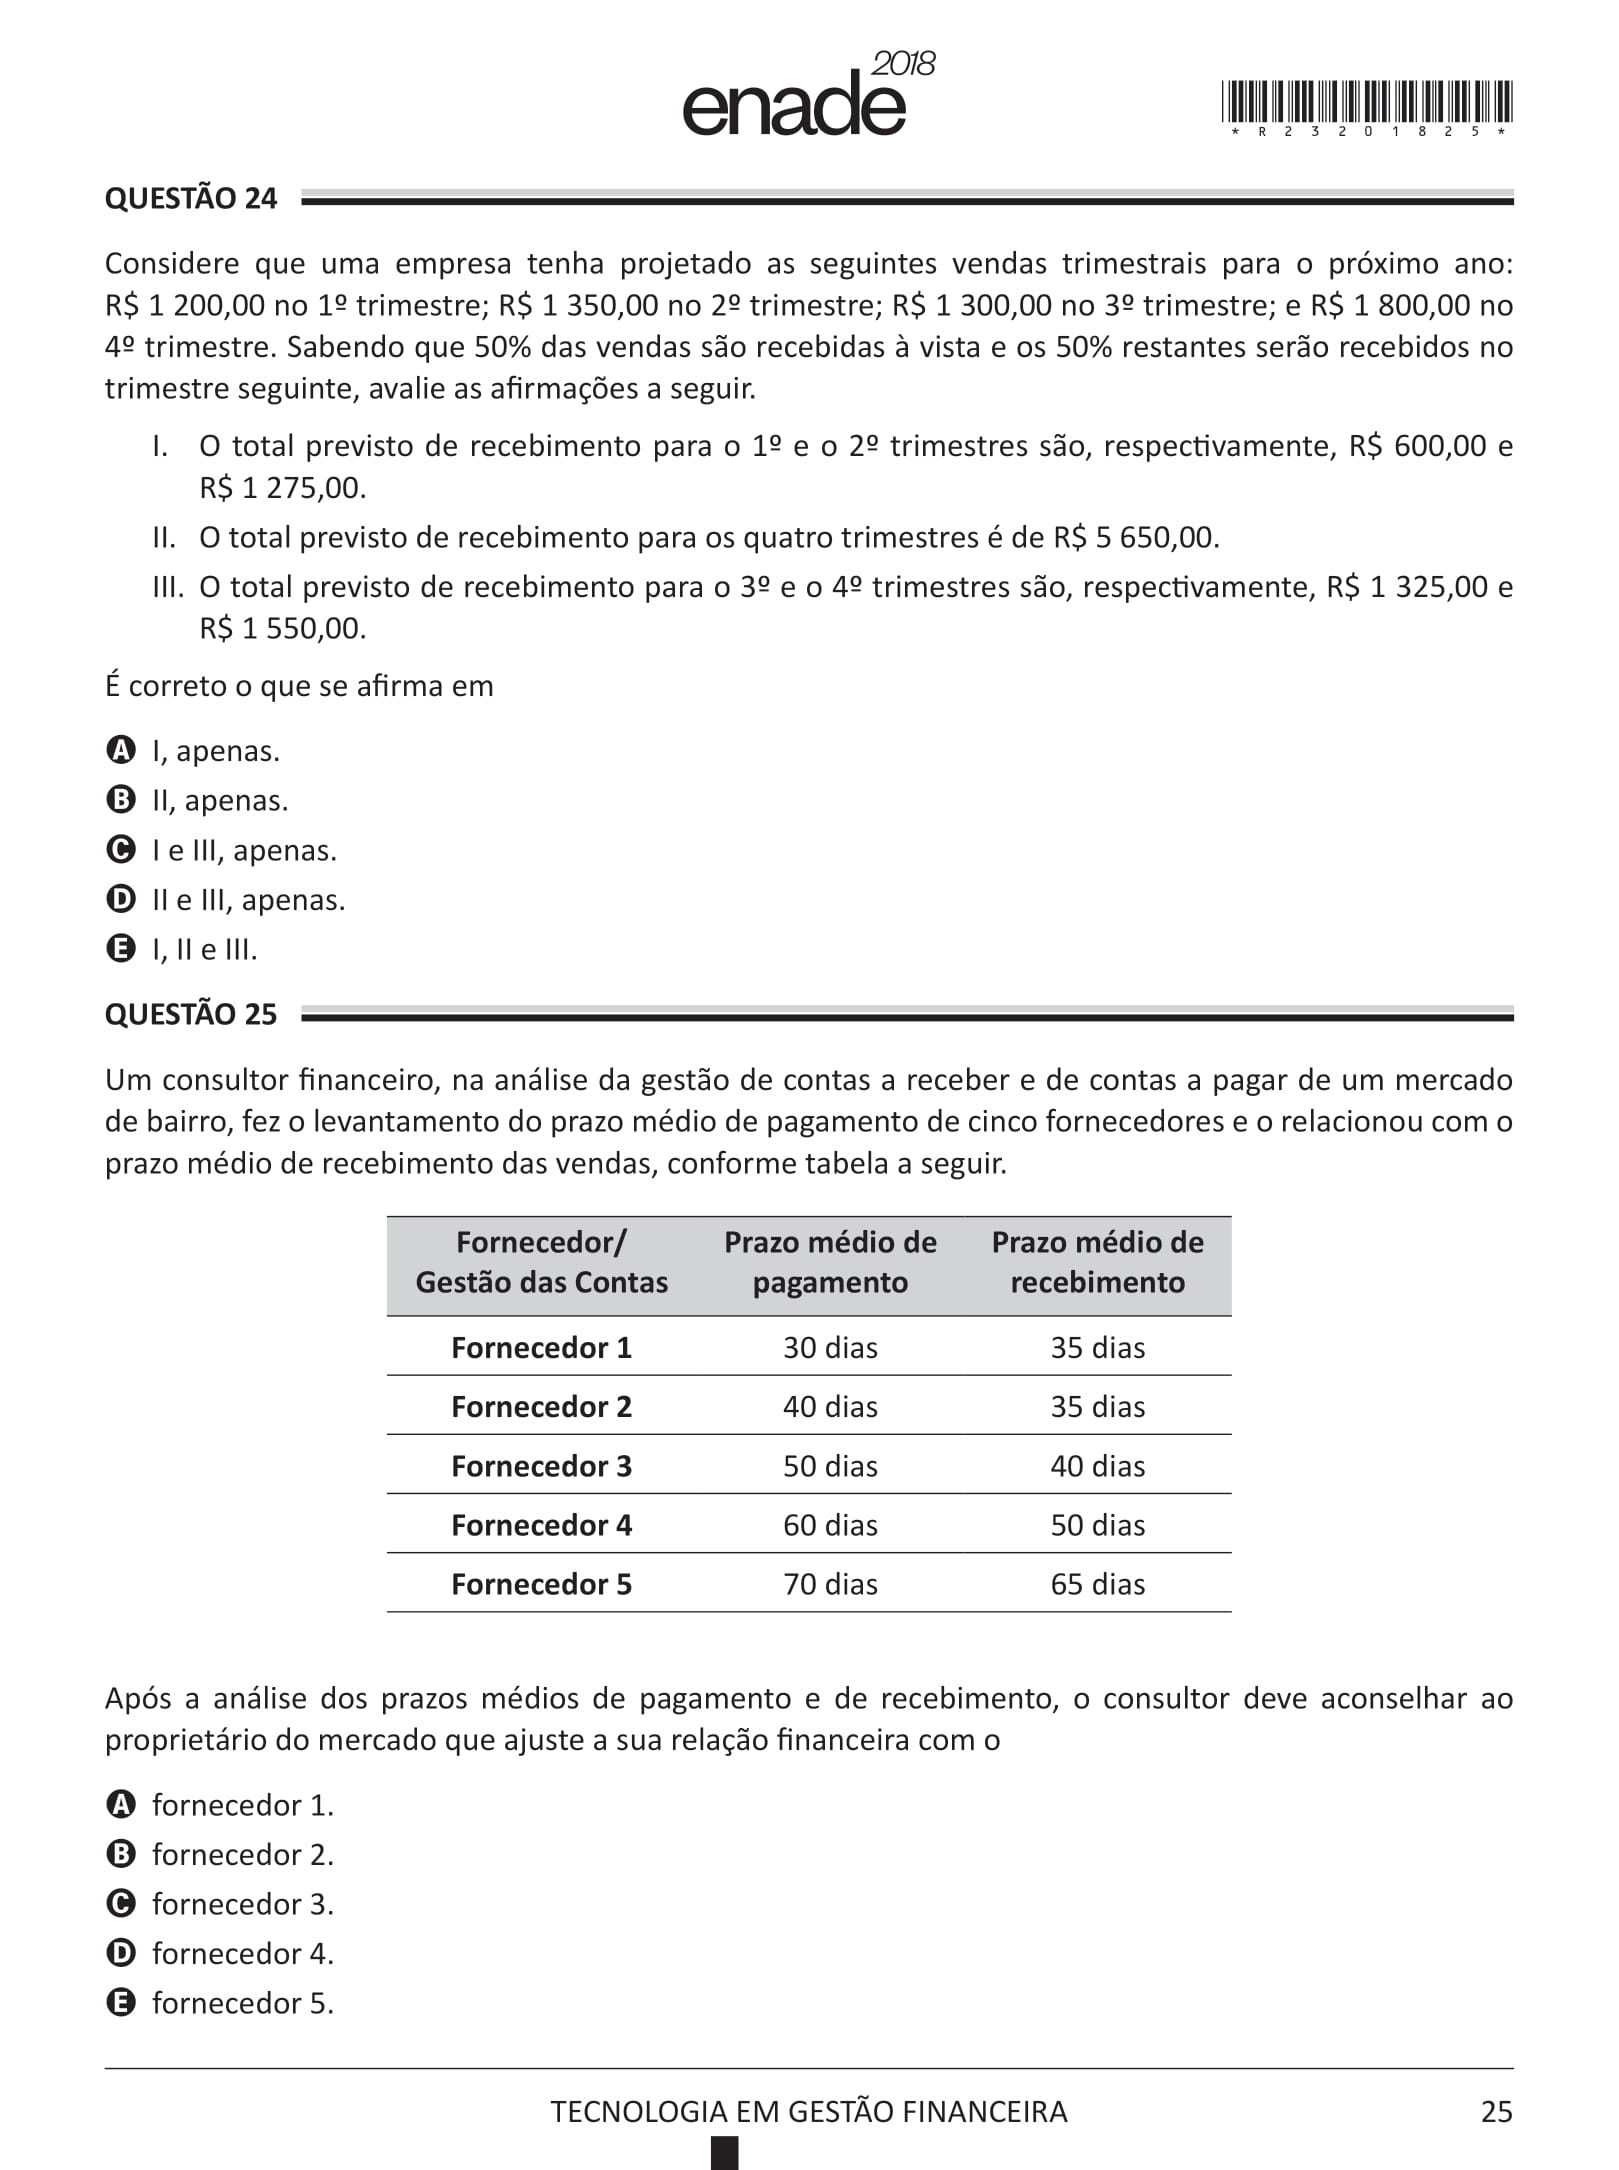 enade 2018
* R 2 3 2 0 1 8 2 5 *
QUESTÃO 24
Considere que uma empresa tenha projetado as seguintes vendas trimestrais para o próximo ano:
R$ 1 200,00 no 1º trimestre; R$ 1 350,00 no 2º trimestre; R$ 1 300,00 no 3º trimestre; e R$ 1 800,00 no
4º trimestre. Sabendo que 50% das vendas são recebidas à vista e os 50% restantes serão recebidos no
trimestre seguinte, avalie as afirmações a seguir.
I. O total previsto de recebimento para o 1º e o 2º trimestres são, respectivamente, R$ 600,00 e
R$ 1 275,00.
II. O total previsto de recebimento para os quatro trimestres é de R$ 5 650,00.
III. O total previsto de recebimento para o 3º e o 4º trimestres são, respectivamente, R$ 1 325,00 e
R$ 1 550,00.
É correto o que se afirma em
A I, apenas.
B II, apenas.
C I e III, apenas.
D II e III, apenas.
E I, II e III.
QUESTÃO 25
Um consultor financeiro, na análise da gestão de contas a receber e de contas a pagar de um mercado
de bairro, fez o levantamento do prazo médio de pagamento de cinco fornecedores e o relacionou com o
prazo médio de recebimento das vendas, conforme tabela a seguir.
Fornecedor/ Prazo médio de Prazo médio de
Gestão das Contas pagamento recebimento
Fornecedor 1 30 dias 35 dias
Fornecedor 2 40 dias 35 dias
Fornecedor 3 50 dias 40 dias
Fornecedor 4 60 dias 50 dias
Fornecedor 5 70 dias 65 dias
Após a análise dos prazos médios de pagamento e de recebimento, o consultor deve aconselhar ao
proprietário do mercado que ajuste a sua relação financeira com o
A fornecedor 1.
B fornecedor 2.
C fornecedor 3.
D fornecedor 4.
E fornecedor 5.
TECNOLOGIA EM GESTÃO FINANCEIRA 25